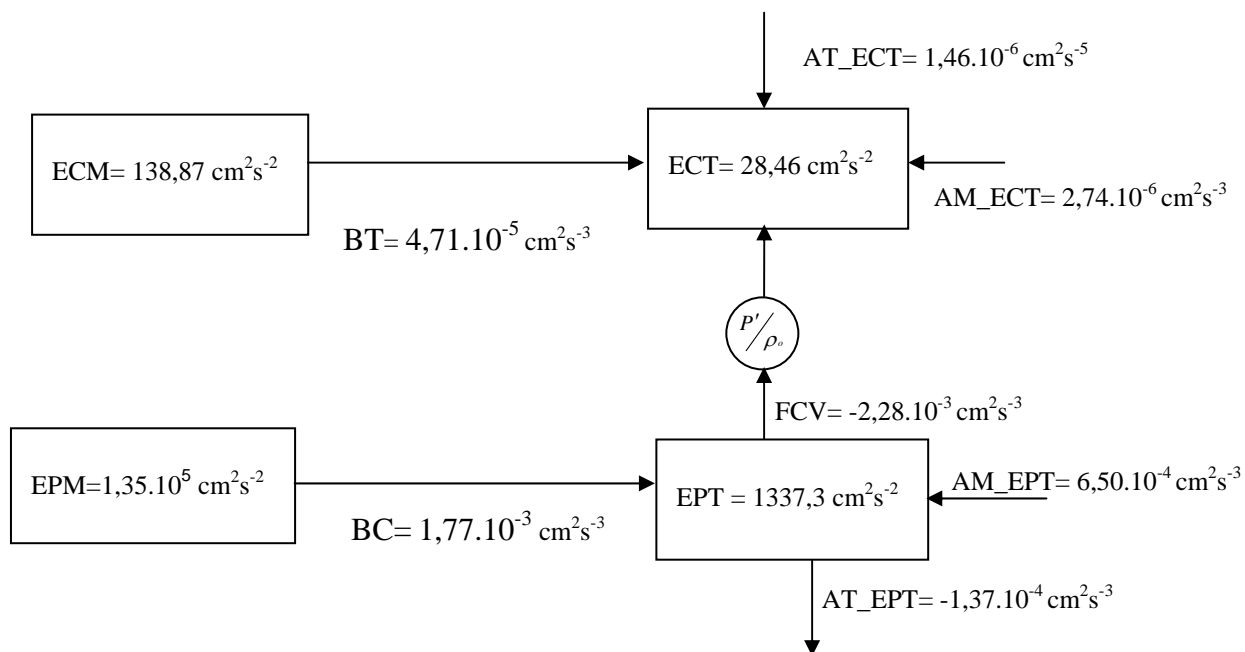 AT_ECT= 1,46.10⁻⁶ cm²s⁻⁵
ECM= 138,87 cm²s⁻²
ECT= 28,46 cm²s⁻²
AM_ECT= 2,74.10⁻⁶ cm²s⁻³
BT= 4,71.10⁻⁵ cm²s⁻³
P'/ρₒ
FCV= -2,28.10⁻³ cm²s⁻³
EPM=1,35.10⁵ cm²s⁻²
EPT = 1337,3 cm²s⁻²
AM_EPT= 6,50.10⁻⁴ cm²s⁻³
BC= 1,77.10⁻³ cm²s⁻³
AT_EPT= -1,37.10⁻⁴ cm²s⁻³